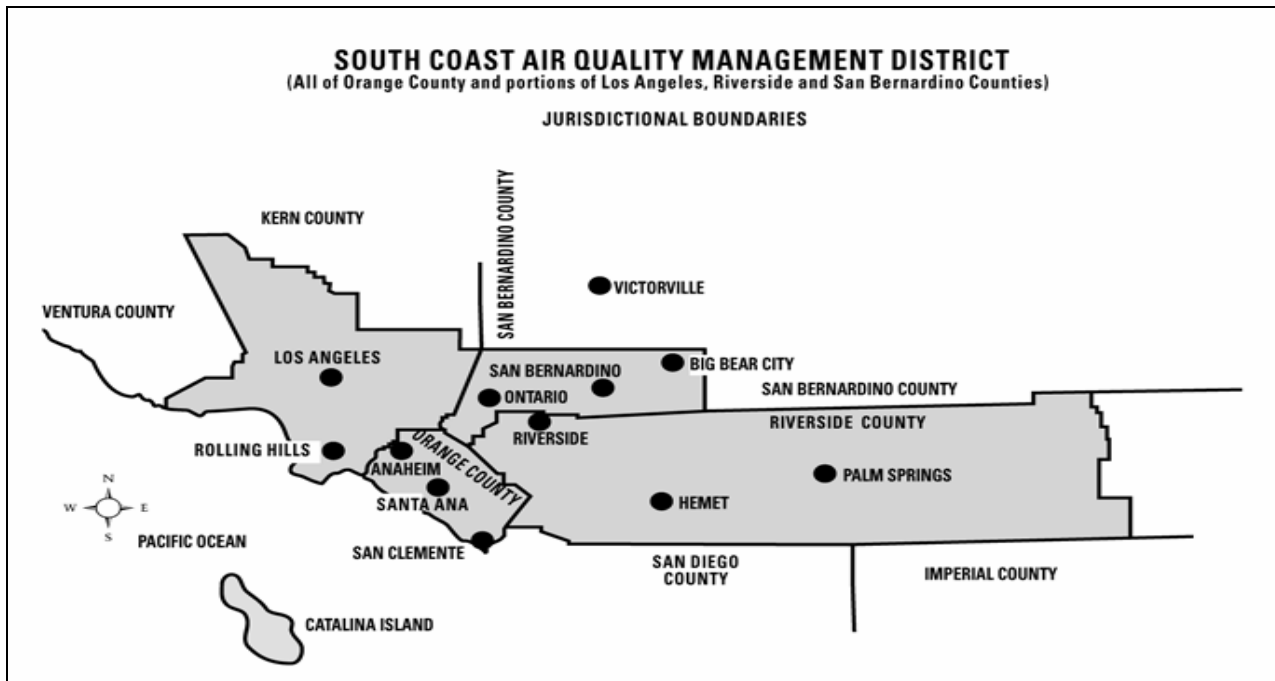 SOUTH COAST AIR QUALITY MANAGEMENT DISTRICT
(All of Orange County and portions of Los Angeles, Riverside and San Bernardino Counties)
JURISDICTIONAL BOUNDARIES
KERN COUNTY
SAN BERNARDINO COUNTY
VICTORVILLE
VENTURA COUNTY
LOS ANGELES
SAN BERNARDINO
BIG BEAR CITY
ONTARIO
SAN BERNARDINO COUNTY
RIVERSIDE COUNTY
RIVERSIDE
ROLLING HILLS
ANAHEIM
ORANGE COUNTY
SANTA ANA
PALM SPRINGS
HEMET
N
W
E
S
PACIFIC OCEAN
SAN CLEMENTE
SAN DIEGO
COUNTY
IMPERIAL COUNTY
CATALINA ISLAND